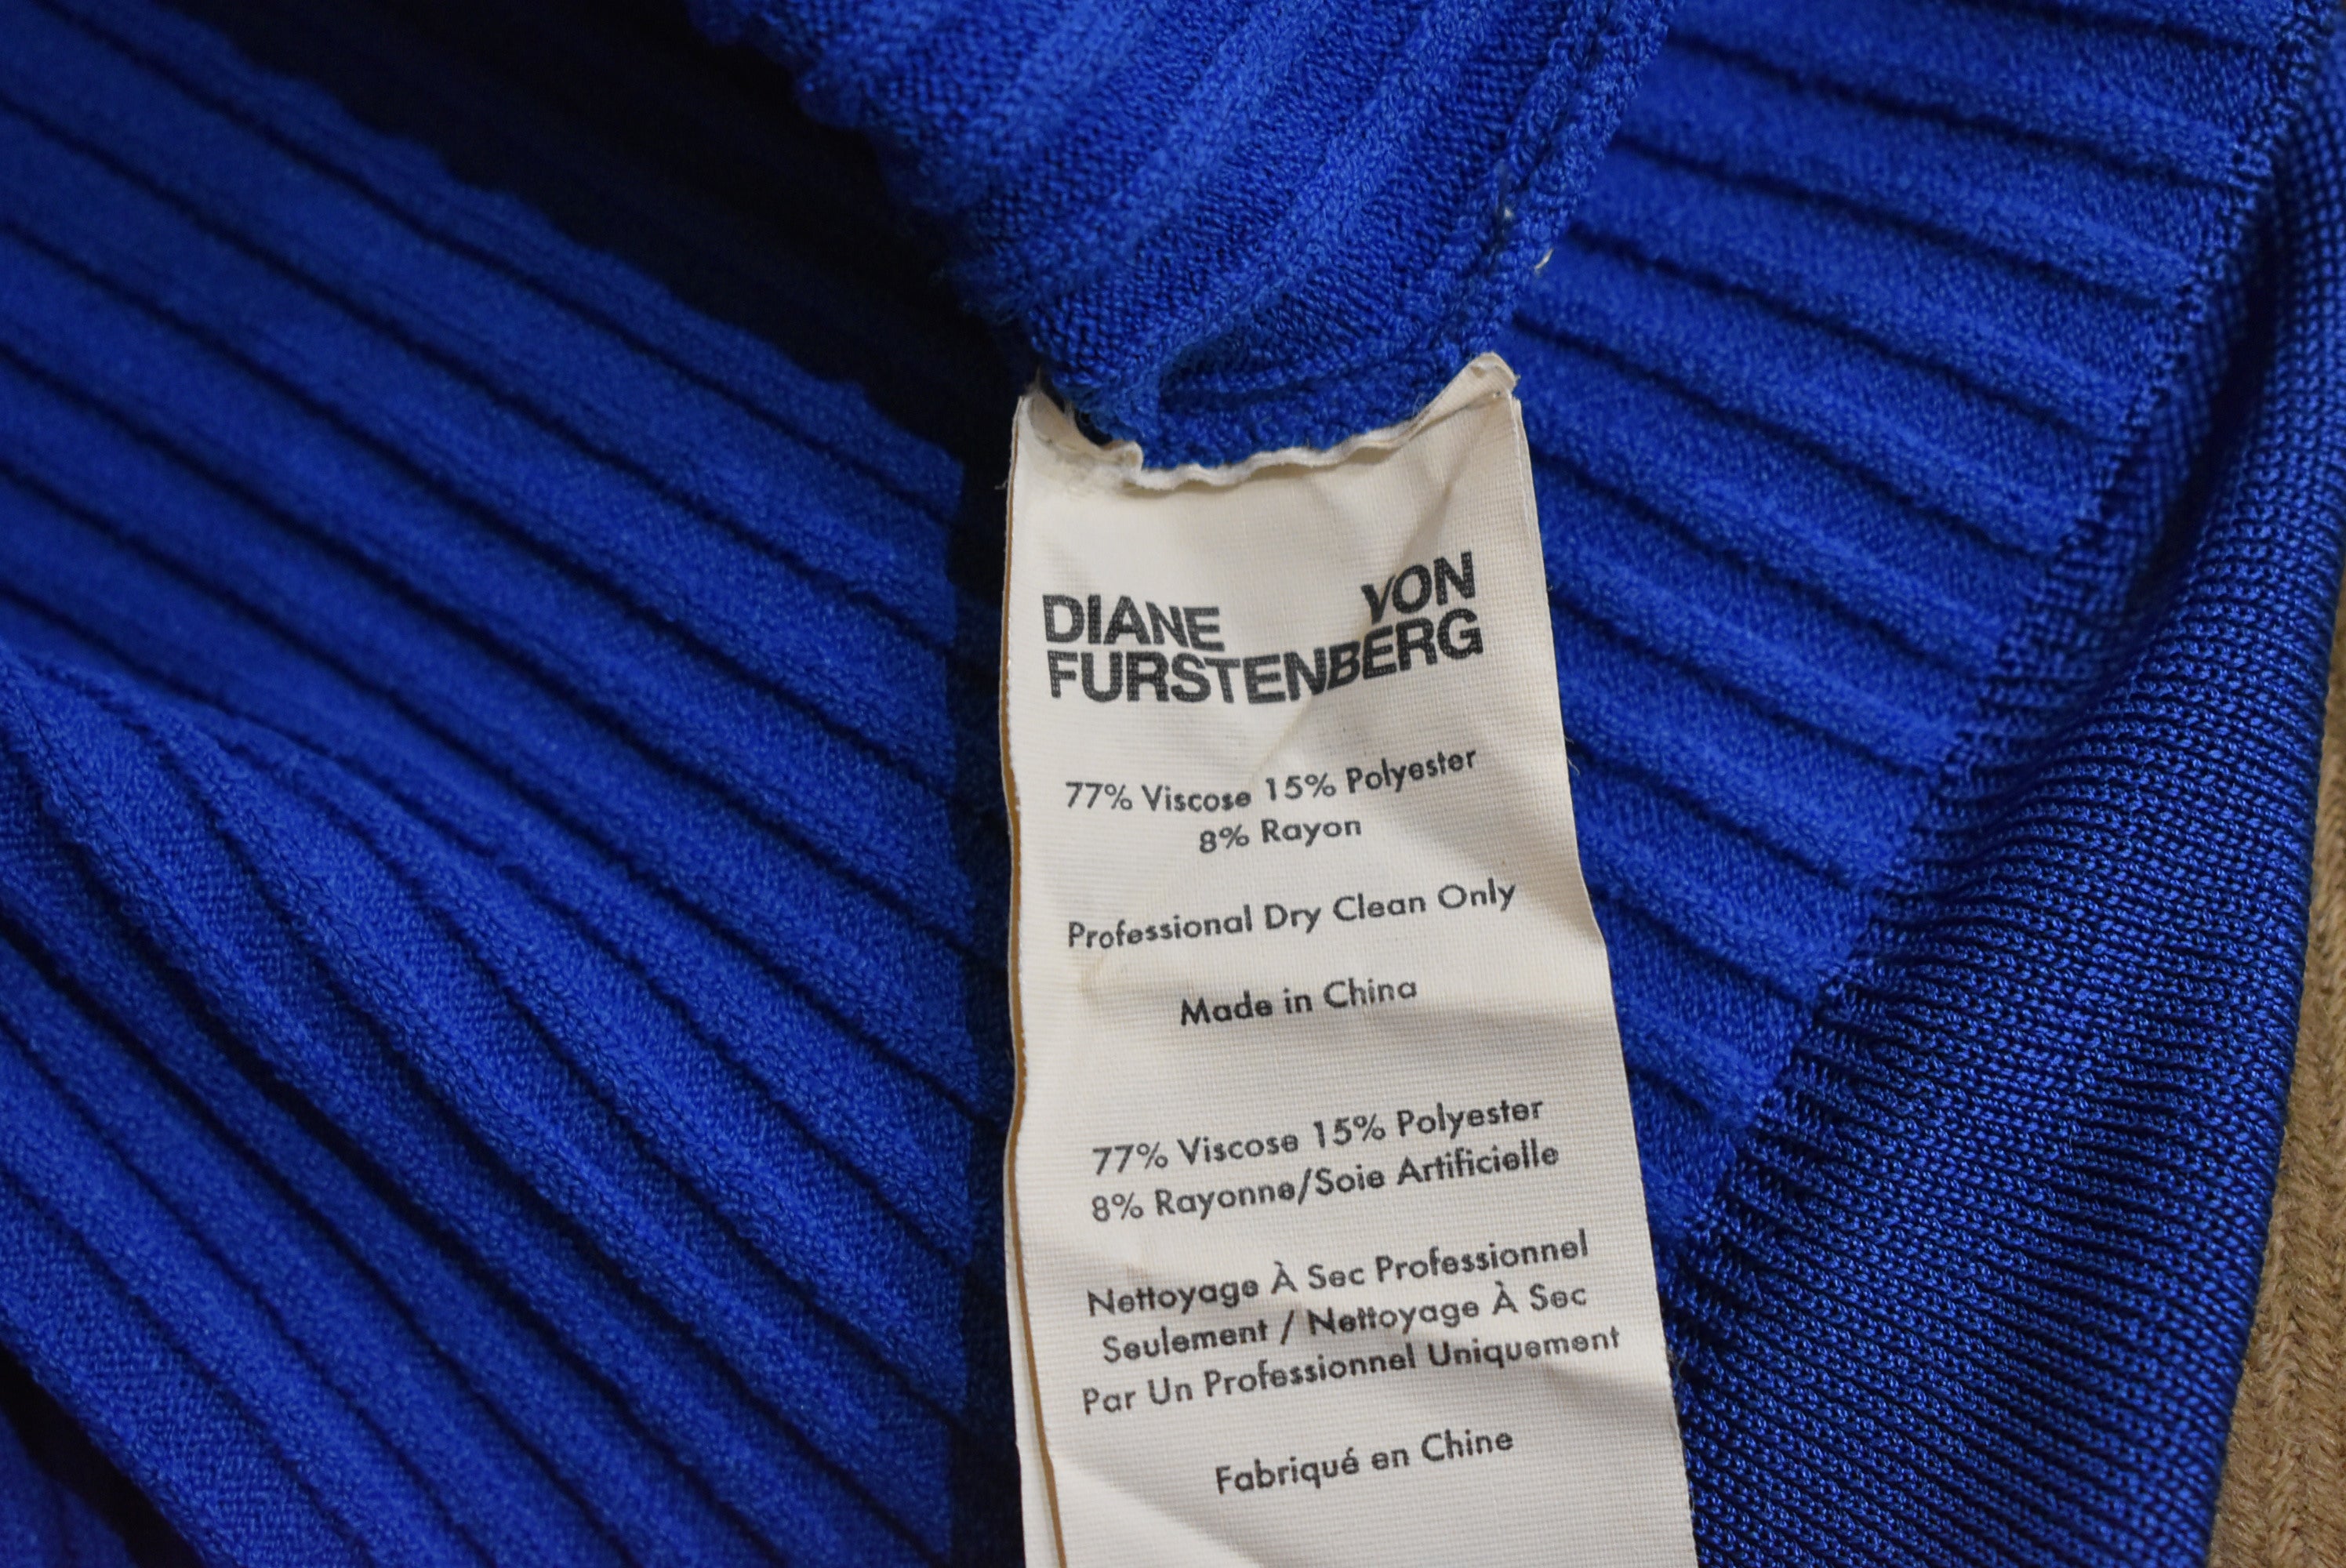 DIANE VON
FURSTENBERG
77% Viscose 15% Polyester
8% Rayon
Professional Dry Clean Only
Made in China
77% Viscose 15% Polyester
8% Rayonne/Soie Artificielle
Nettoyage À Sec Professionnel
Seulement / Nettoyage À Sec
Par Un Professionnel Uniquement
Fabriqué en Chine